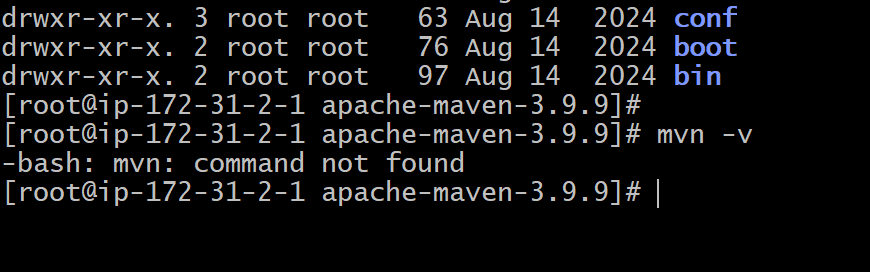 drwxr-xr-x. 3 root root   63 Aug 14  2024 conf
drwxr-xr-x. 2 root root   76 Aug 14  2024 boot
drwxr-xr-x. 2 root root   97 Aug 14  2024 bin
[root@ip-172-31-2-1 apache-maven-3.9.9]#
[root@ip-172-31-2-1 apache-maven-3.9.9]# mvn -v
-bash: mvn: command not found
[root@ip-172-31-2-1 apache-maven-3.9.9]#